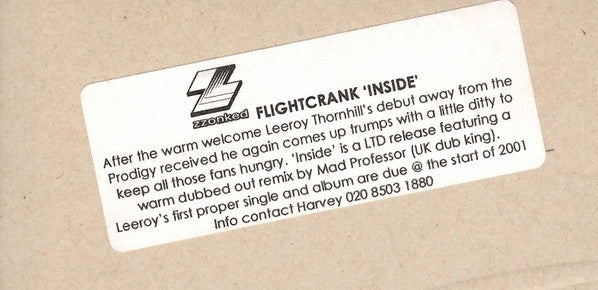 zzonked
FLIGHTCRANK 'INSIDE'
After the warm welcome Leeroy Thornhill's debut away from the
Prodigy received he again comes up trumps with a little ditty to
keep all those fans hungry. 'Inside' is a LTD release featuring a
warm dubbed out remix by Mad Professor (UK dub king).
Leeroy's first proper single and album are due @ the start of 2001
Info contact Harvey 020 8503 1880